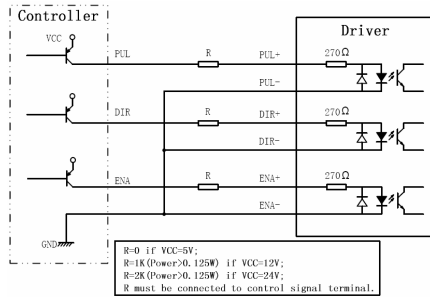 Controller
Driver
VCC
PUL
R
PUL+
270Ω
PUL-
DIR
R
DIR+
270Ω
DIR-
ENA
R
ENA+
270Ω
ENA-
GND
R=0 if VCC=5V;
R=1K(Power>0.125W) if VCC=12V;
R=2K(Power>0.125W) if VCC=24V;
R must be connected to control signal terminal.